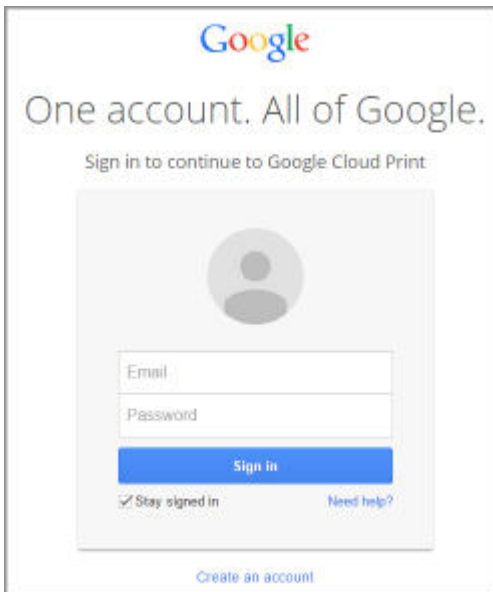 Google
One account. All of Google.
Sign in to continue to Google Cloud Print
Email
Password
Sign in
Stay signed in Need help?
Create an account